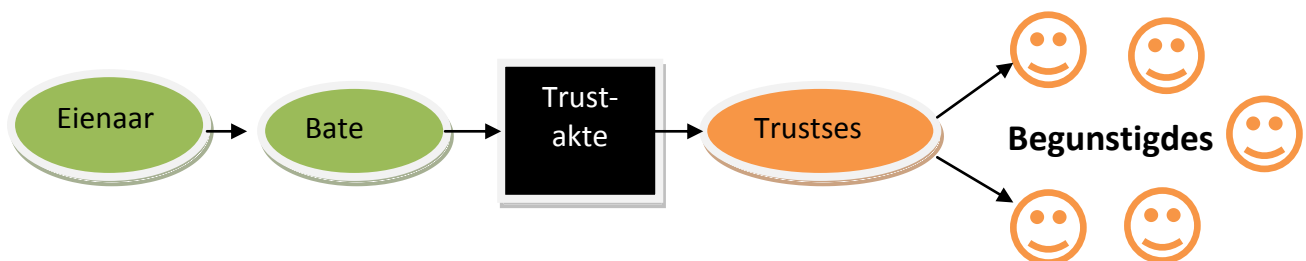 Eienaar
Bate
Trust-
akte
Trustses
Begunstigdes